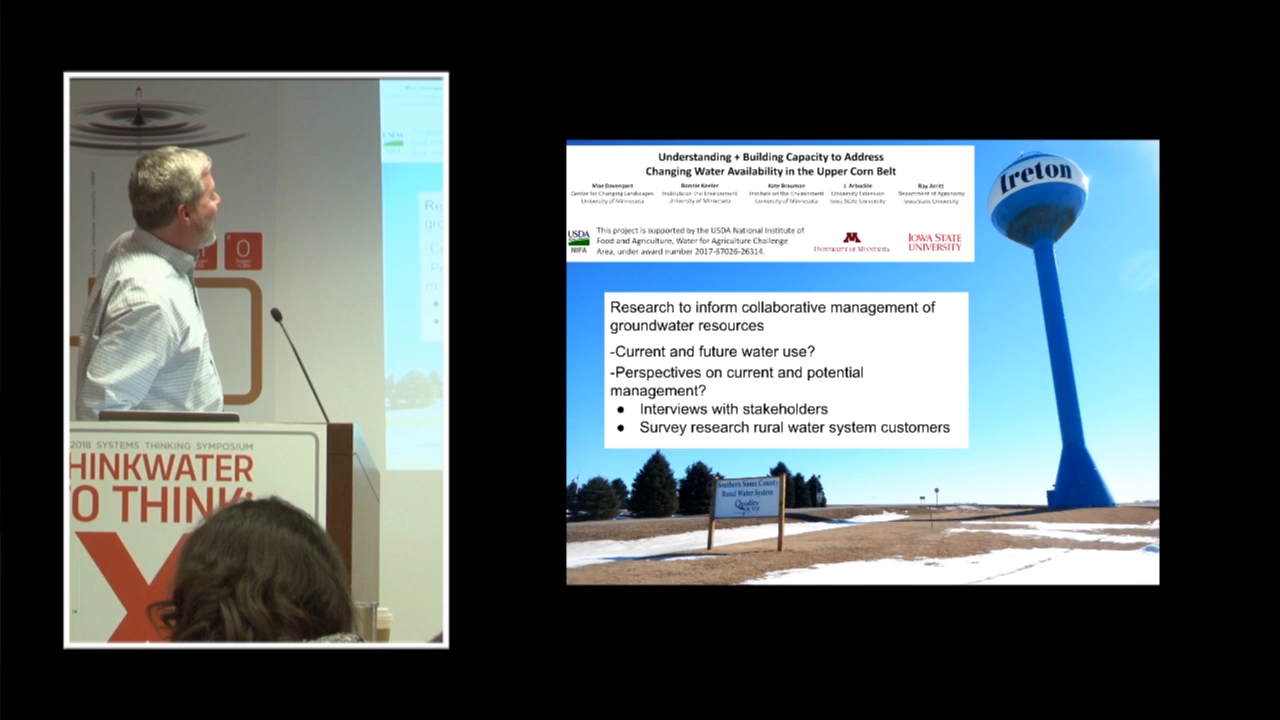 O
2018 SYSTEMS THINKING SYMPOSIUM
HINKWATER
O THINK
X
Understanding + Building Capacity to Address
Changing Water Availability in the Upper Corn Belt
Mae Davenport Bonnie Keeler Kate Brauman J. Arbuckle Ray Arritt
Center for Changing Landscapes Institute on the Environment Institute on the Environment University Extension Department of Agronomy
University of Minnesota University of Minnesota University of Minnesota Iowa State University Iowa State University
USDA
NIFA
This project is supported by the USDA National Institute of
Food and Agriculture, Water for Agriculture Challenge
Area, under award number 2017-67026-26314.
M
UNIVERSITY OF MINNESOTA
IOWA STATE
UNIVERSITY
Ireton
Research to inform collaborative management of
groundwater resources
-Current and future water use?
-Perspectives on current and potential
management?
● Interviews with stakeholders
● Survey research rural water system customers
Southern Sioux County
Rural Water System
Quality